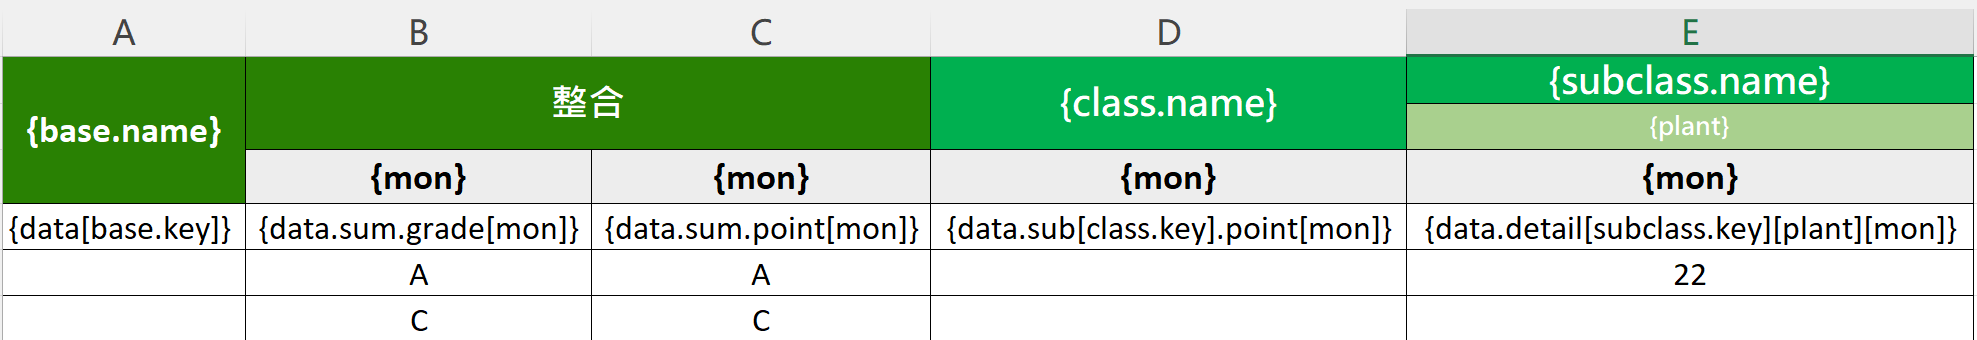 A B C D E
{base.name} 整合 {class.name} {subclass.name}
{plant}
{mon} {mon} {mon} {mon}
{data[base.key]} {data.sum.grade[mon]} {data.sum.point[mon]} {data.sub[class.key].point[mon]} {data.detail[subclass.key][plant][mon]}
A A 22
C C